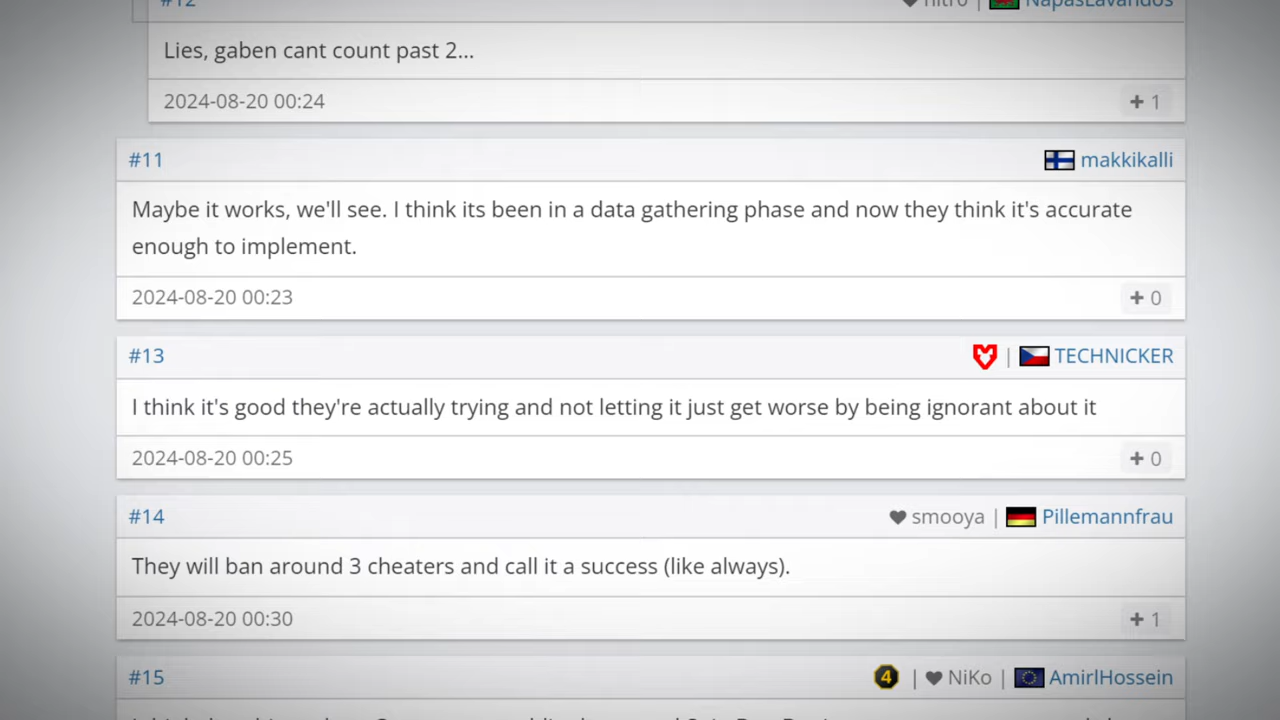 #12 nitro | NapasLavandos
Lies, gaben cant count past 2...
2024-08-20 00:24 + 1
#11 makkikalli
Maybe it works, we'll see. I think its been in a data gathering phase and now they think it's accurate
enough to implement.
2024-08-20 00:23 + 0
#13 | TECHNICKER
I think it's good they're actually trying and not letting it just get worse by being ignorant about it
2024-08-20 00:25 + 0
#14 smooya | Pillemannfrau
They will ban around 3 cheaters and call it a success (like always).
2024-08-20 00:30 + 1
#15 4 | NiKo | AmirlHossein